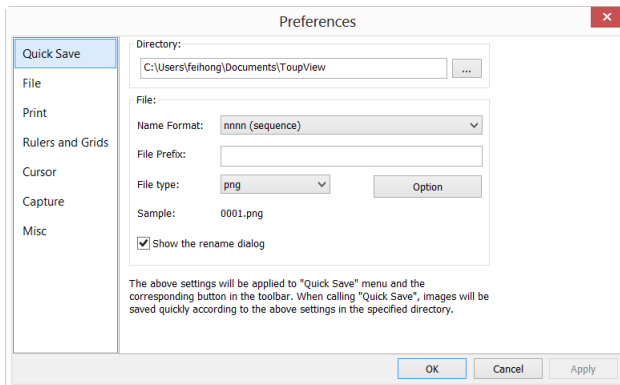 Preferences
Quick Save
File
Print
Rulers and Grids
Cursor
Capture
Misc
Directory:
C:\Users\feihong\Documents\ToupView
...
File:
Name Format: nnnn (sequence)
File Prefix:
File type: png Option
Sample: 0001.png
Show the rename dialog
The above settings will be applied to "Quick Save" menu and the
corresponding button in the toolbar. When calling "Quick Save", images will be
saved quickly according to the above settings in the specified directory.
OK Cancel Apply